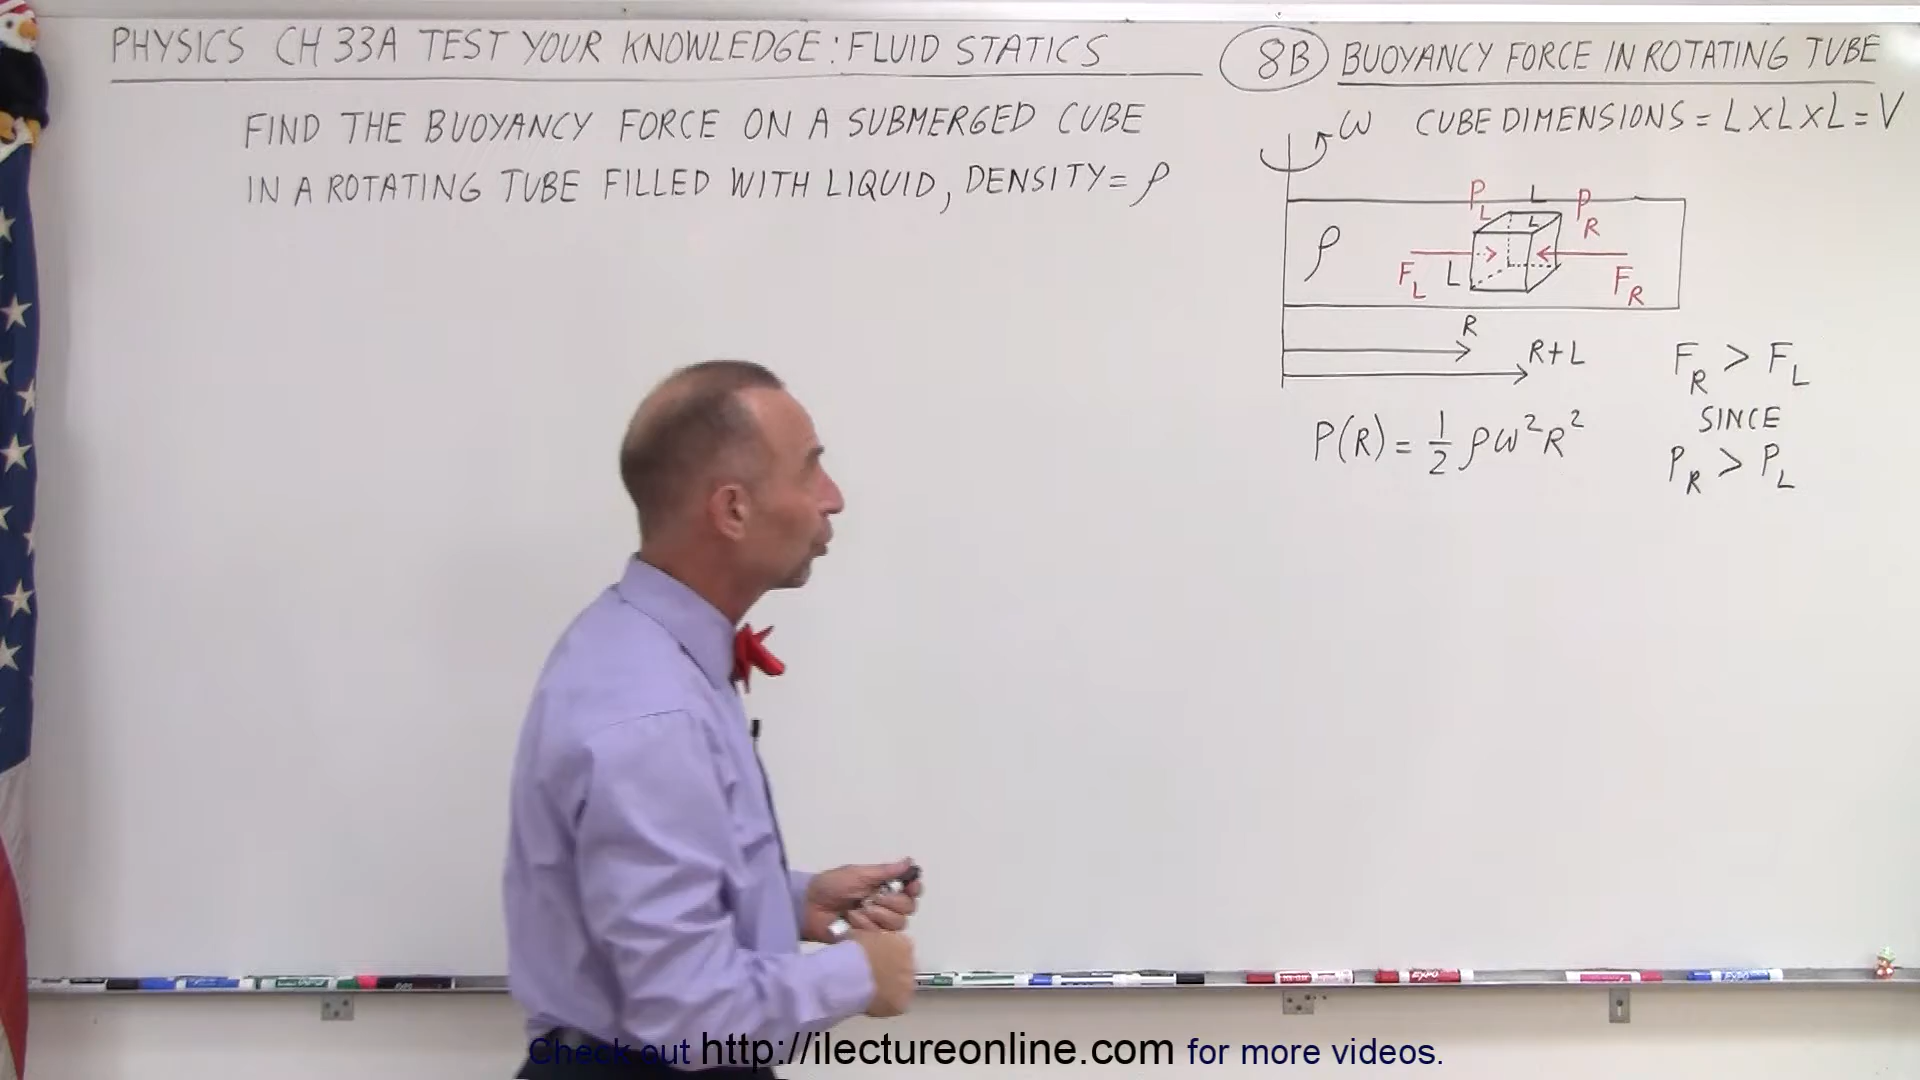 PHYSICS CH 33A TEST YOUR KNOWLEDGE: FLUID STATICS
8B BUOYANCY FORCE IN ROTATING TUBE
FIND THE BUOYANCY FORCE ON A SUBMERGED CUBE
IN A ROTATING TUBE FILLED WITH LIQUID, DENSITY = ρ
ω CUBE DIMENSIONS = L X L X L = V
P_L L P_R
L
ρ
F_L L F_R
R
R+L
F_R > F_L
SINCE
P_R > P_L
P(R) = 1/2 ρω²R²
Check out http://ilectureonline.com for more videos.